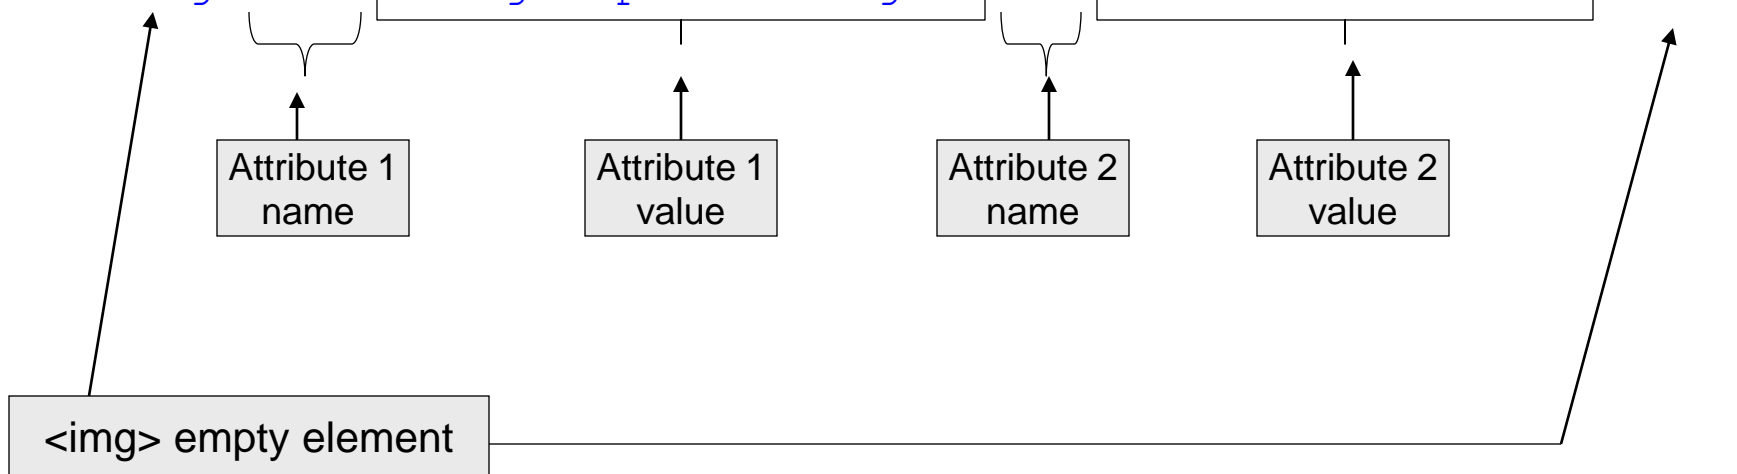 Attribute 1
name
Attribute 1
value
Attribute 2
name
Attribute 2
value
<img> empty element